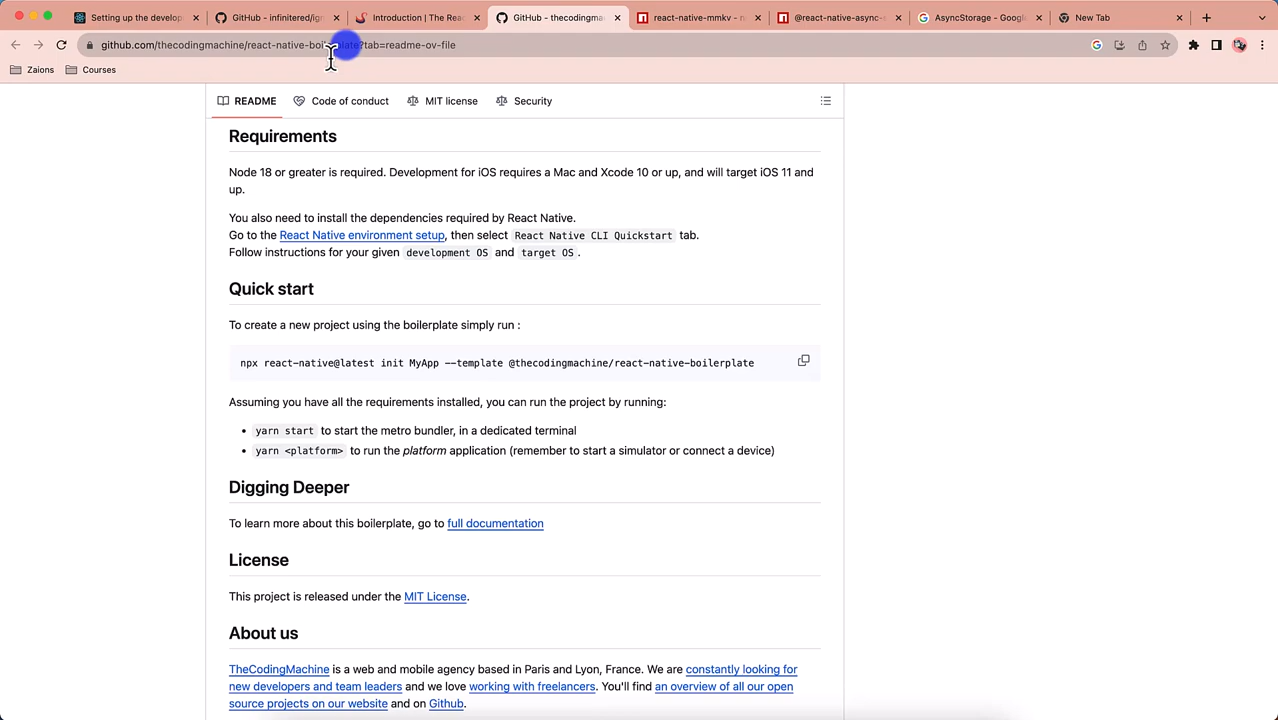 Setting up the develop
GitHub - infinitered/ign
Introduction | The Rea
GitHub - thecodingma
react-native-mmkv - n
@react-native-async-s
AsyncStorage - Google
New Tab
github.com/thecodingmachine/react-native-boilerplate?tab=readme-ov-file
Zaions
Courses
README
Code of conduct
MIT license
Security
Requirements
Node 18 or greater is required. Development for iOS requires a Mac and Xcode 10 or up, and will target iOS 11 and
up.
You also need to install the dependencies required by React Native.
Go to the React Native environment setup, then select React Native CLI Quickstart tab.
Follow instructions for your given development OS and target OS.
Quick start
To create a new project using the boilerplate simply run :
npx react-native@latest init MyApp --template @thecodingmachine/react-native-boilerplate
Assuming you have all the requirements installed, you can run the project by running:
• yarn start to start the metro bundler, in a dedicated terminal
• yarn <platform> to run the platform application (remember to start a simulator or connect a device)
Digging Deeper
To learn more about this boilerplate, go to full documentation
License
This project is released under the MIT License.
About us
TheCodingMachine is a web and mobile agency based in Paris and Lyon, France. We are constantly looking for
new developers and team leaders and we love working with freelancers. You'll find an overview of all our open
source projects on our website and on Github.